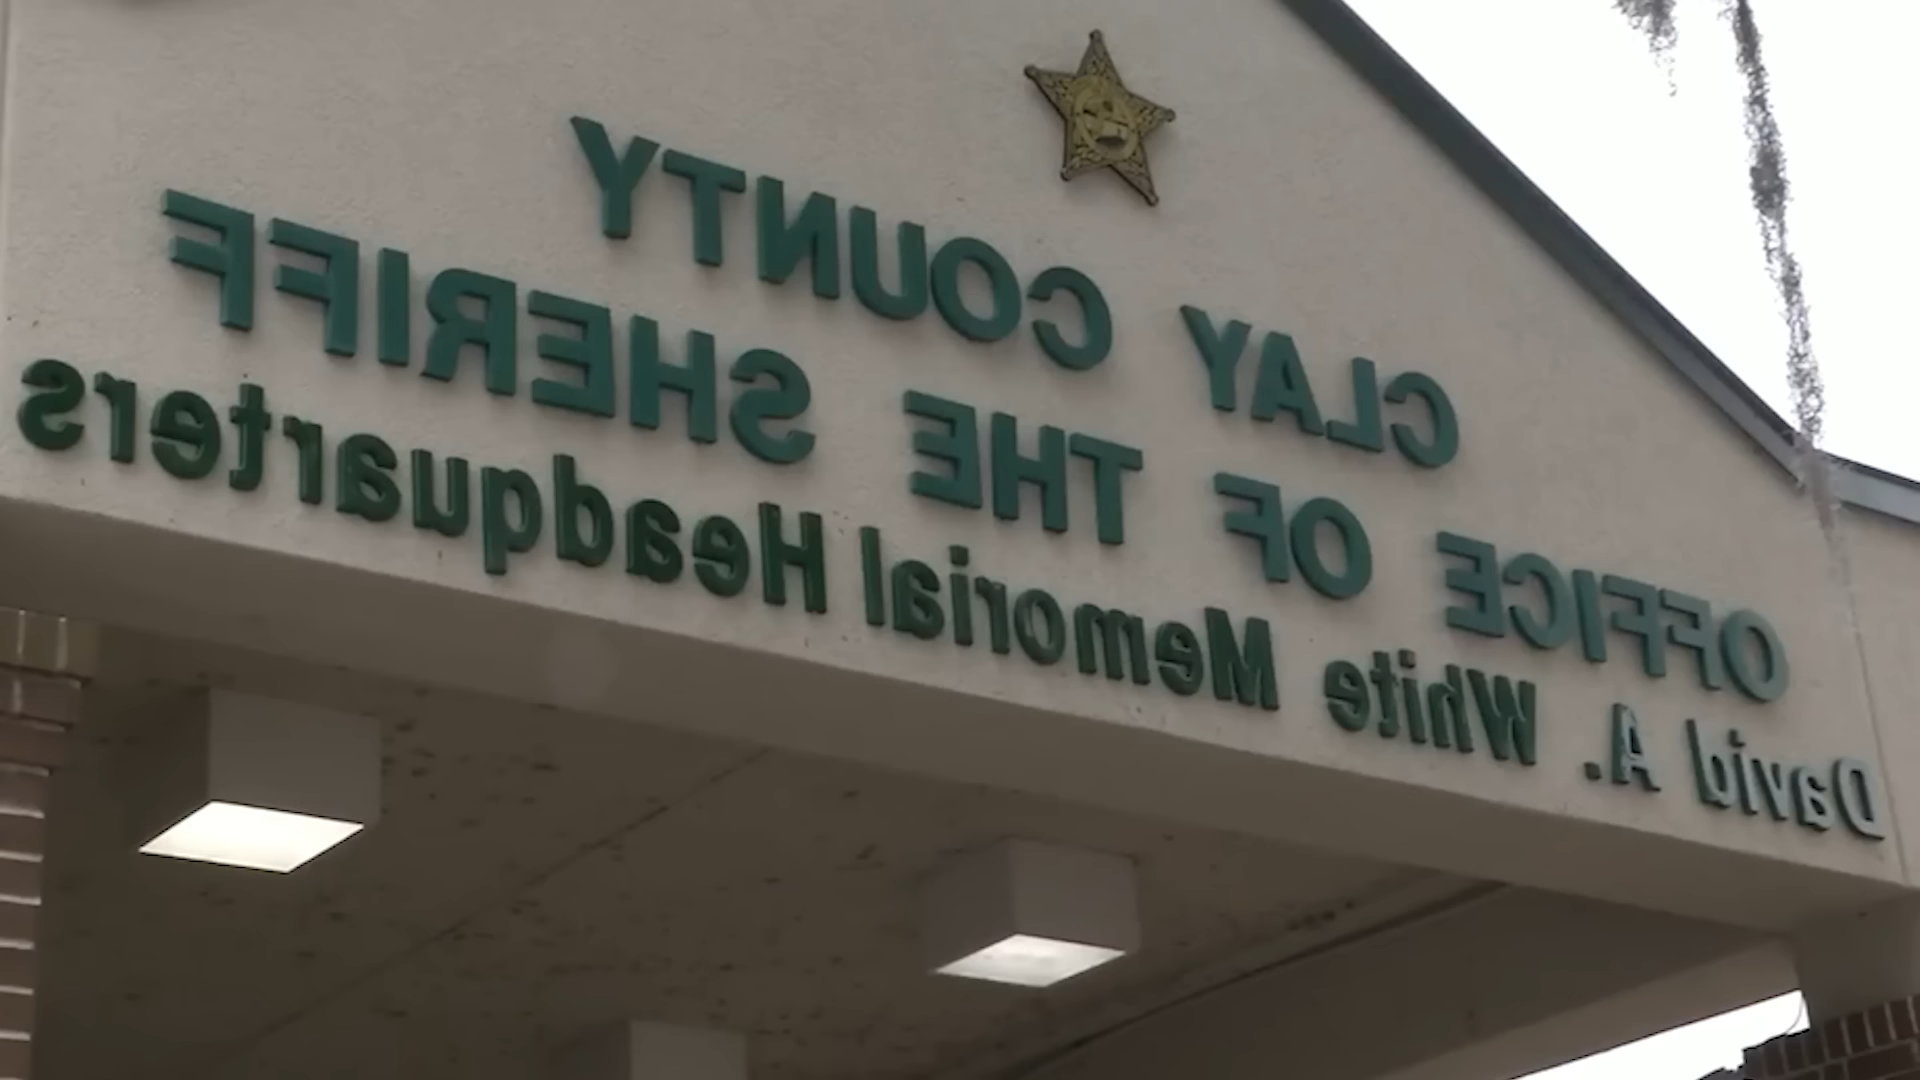 CLAY COUNTY
OFFICE OF THE SHERIFF
David A. White Memorial Headquarters